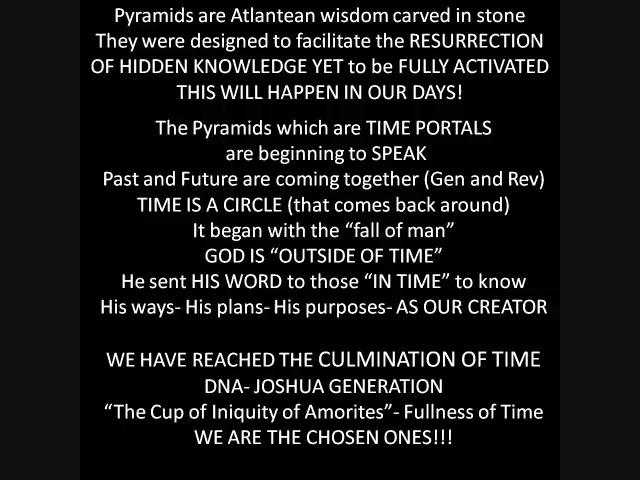 Pyramids are Atlantean wisdom carved in stone
They were designed to facilitate the RESURRECTION
OF HIDDEN KNOWLEDGE YET to be FULLY ACTIVATED
THIS WILL HAPPEN IN OUR DAYS!
The Pyramids which are TIME PORTALS
are beginning to SPEAK
Past and Future are coming together (Gen and Rev)
TIME IS A CIRCLE (that comes back around)
It began with the “fall of man”
GOD IS “OUTSIDE OF TIME”
He sent HIS WORD to those “IN TIME” to know
His ways- His plans- His purposes- AS OUR CREATOR
WE HAVE REACHED THE CULMINATION OF TIME
DNA- JOSHUA GENERATION
“The Cup of Iniquity of Amorites”- Fullness of Time
WE ARE THE CHOSEN ONES!!!